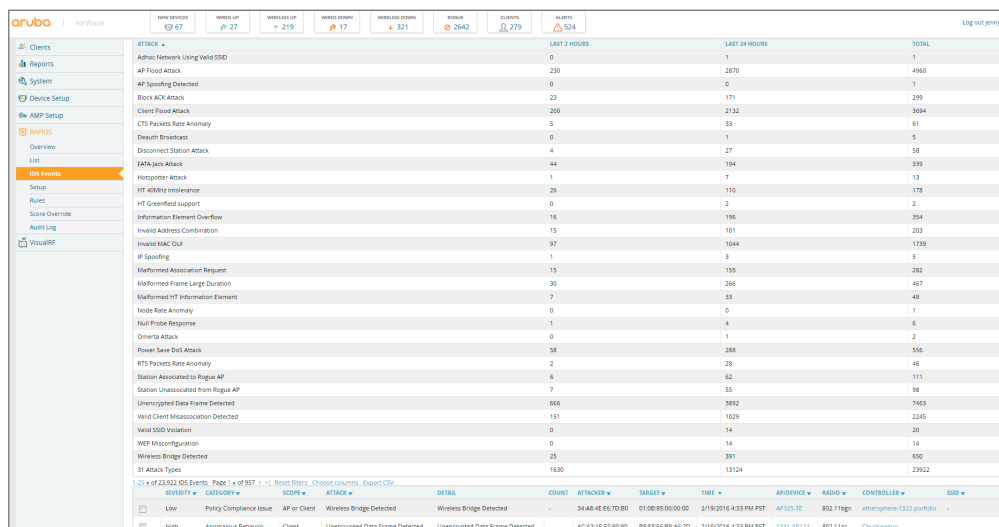 aruba | AirWave
NEW DEVICES 67 WIRED UP 27 WIRELESS UP 219 WIRED DOWN 17 WIRELESS DOWN 321 ROGUE 2642 CLIENTS 279 ALERTS 524
Log out jenny
Clients
Reports
System
Device Setup
AMP Setup
RAPIDS
Overview
List
IDS Events
Setup
Rules
Score Override
Audit Log
VisualRF
ATTACK LAST 2 HOURS LAST 24 HOURS TOTAL
Adhoc Network Using Valid SSID 0 1 1
AP Flood Attack 230 2870 4960
AP Spoofing Detected 0 0 1
Block ACK Attack 23 171 299
Client Flood Attack 200 2132 3694
CTS Packets Rate Anomaly 5 33 61
Deauth Broadcast 0 1 5
Disconnect Station Attack 4 27 58
FATA-Jack Attack 44 194 339
Hotspotter Attack 1 7 13
HT 40MHz Intolerance 26 110 178
HT Greenfield support 0 2 2
Information Element Overflow 16 196 354
Invalid Address Combination 15 101 203
Invalid MAC OUI 97 1044 1739
IP Spoofing 1 3 5
Malformed Association Request 15 155 282
Malformed Frame Large Duration 30 266 467
Malformed HT Information Element 7 33 49
Node Rate Anomaly 0 0 1
Null Probe Response 1 4 6
Omerta Attack 0 1 2
Power Save DoS Attack 58 288 556
RTS Packets Rate Anomaly 2 28 46
Station Associated to Rogue AP 6 62 111
Station Unassociated from Rogue AP 7 55 98
Unencrypted Data Frame Detected 666 3892 7463
Valid Client Misassociation Detected 151 1029 2245
Valid SSID Violation 0 14 20
WEP Misconfiguration 0 14 14
Wireless Bridge Detected 25 391 650
31 Attack Types 1630 13124 23922
1-25 of 23,922 IDS Events Page 1 of 957 > >| Reset filters Choose columns Export CSV
SEVERITY CATEGORY SCOPE ATTACK DETAIL COUNT ATTACKER TARGET TIME AP/DEVICE RADIO CONTROLLER SSID
Low Policy Compliance Issue AP or Client Wireless Bridge Detected Wireless Bridge Detected - 34:A8:4E:E6:7D:B0 01:0B:85:00:00:00 2/19/2016 4:33 PM PST AP325-TE 802.11bgn ethersphere-1322-porfidio -
High Anomalous Behavior Client Unencrypted Data Frame Detected Unencrypted Data Frame Detected 2/19/2016 4:33 PM PST 802.11ac